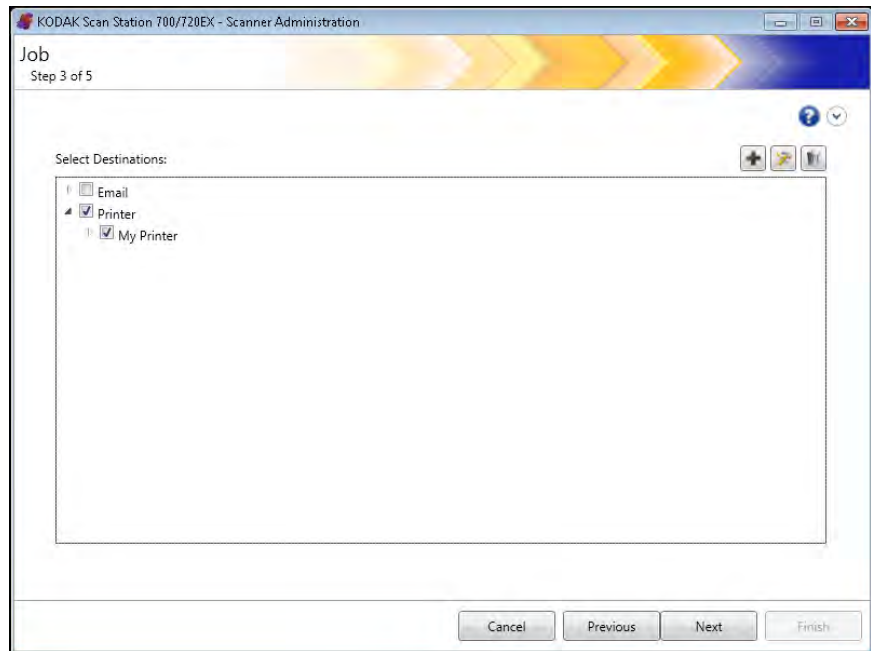 KODAK Scan Station 700/720EX - Scanner Administration
Job
Step 3 of 5
Select Destinations:
Email
Printer
My Printer
Cancel Previous Next Finish